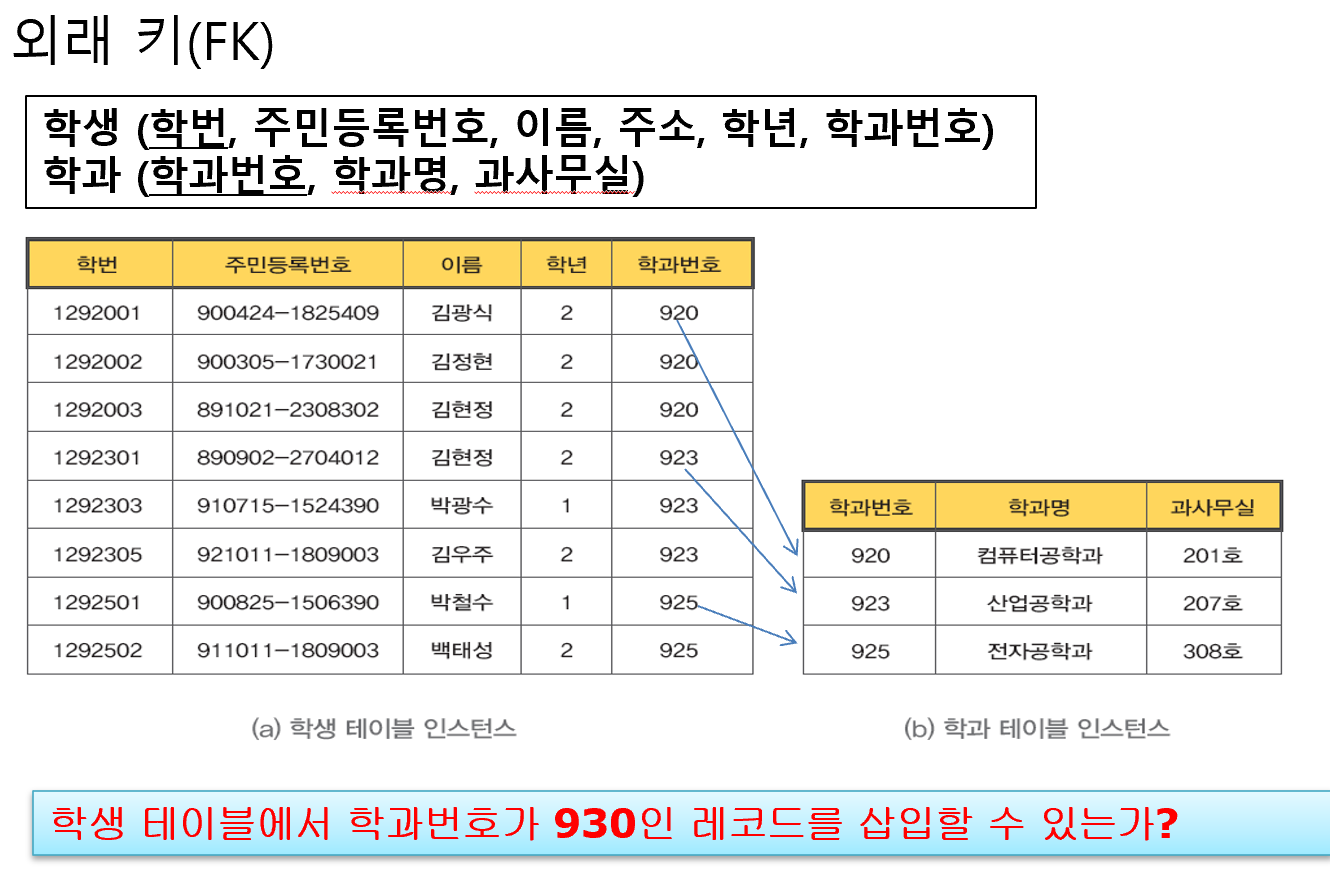 외래 키(FK)
학생 (학번, 주민등록번호, 이름, 주소, 학년, 학과번호)
학과 (학과번호, 학과명, 과사무실)
학번 주민등록번호 이름 학년 학과번호
1292001 900424-1825409 김광식 2 920
1292002 900305-1730021 김정현 2 920
1292003 891021-2308302 김현정 2 920
1292301 890902-2704012 김현정 2 923
1292303 910715-1524390 박광수 1 923
1292305 921011-1809003 김우주 2 923
1292501 900825-1506390 박철수 1 925
1292502 911011-1809003 백태성 2 925
(a) 학생 테이블 인스턴스
학과번호 학과명 과사무실
920 컴퓨터공학과 201호
923 산업공학과 207호
925 전자공학과 308호
(b) 학과 테이블 인스턴스
학생 테이블에서 학과번호가 930인 레코드를 삽입할 수 있는가?